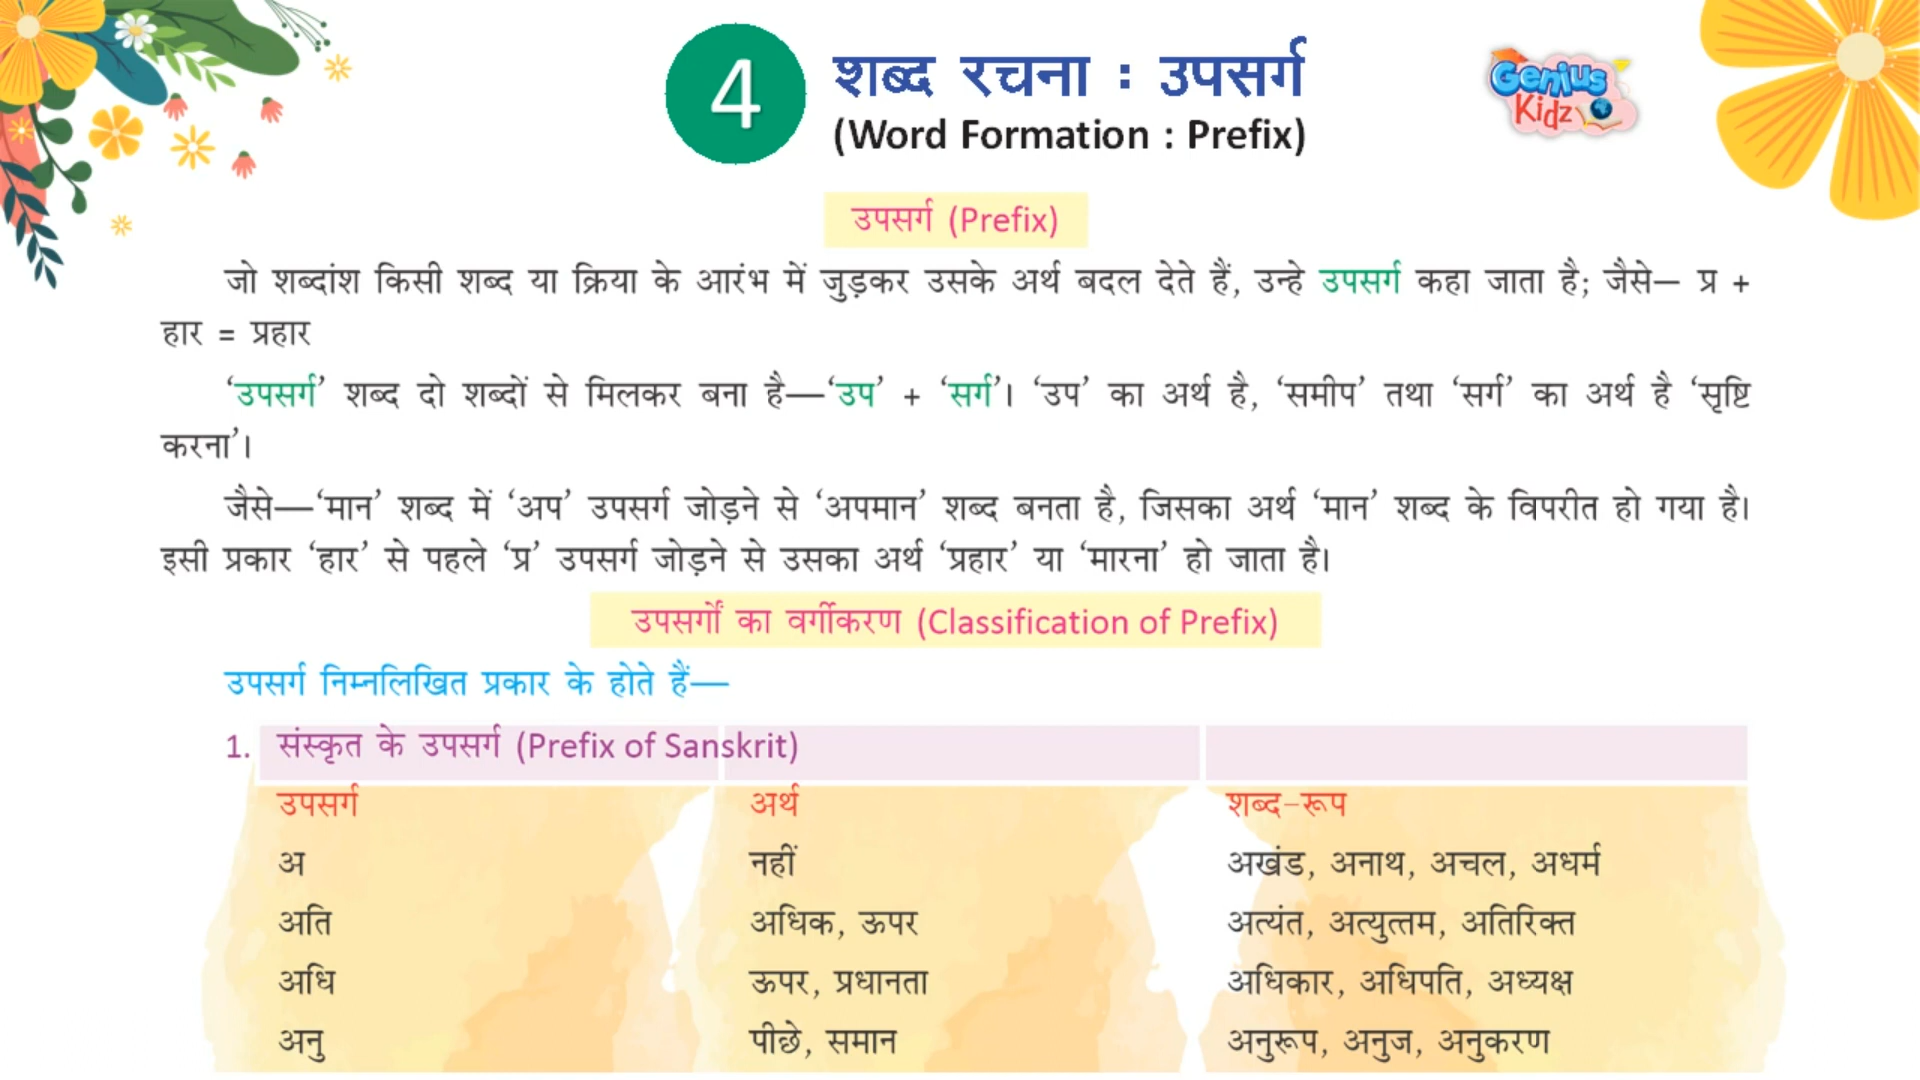 4
शब्द रचना : उपसर्ग
(Word Formation : Prefix)
Genius
Kidz
उपसर्ग (Prefix)
जो शब्दांश किसी शब्द या क्रिया के आरंभ में जुड़कर उसके अर्थ बदल देते हैं, उन्हे उपसर्ग कहा जाता है; जैसे— प्र +
हार = प्रहार
‘उपसर्ग’ शब्द दो शब्दों से मिलकर बना है—‘उप’ + ‘सर्ग’। ‘उप’ का अर्थ है, ‘समीप’ तथा ‘सर्ग’ का अर्थ है ‘सृष्टि
करना’।
जैसे—‘मान’ शब्द में ‘अप’ उपसर्ग जोड़ने से ‘अपमान’ शब्द बनता है, जिसका अर्थ ‘मान’ शब्द के विपरीत हो गया है।
इसी प्रकार ‘हार’ से पहले ‘प्र’ उपसर्ग जोड़ने से उसका अर्थ ‘प्रहार’ या ‘मारना’ हो जाता है।
उपसर्गों का वर्गीकरण (Classification of Prefix)
उपसर्ग निम्नलिखित प्रकार के होते हैं—
1. संस्कृत के उपसर्ग (Prefix of Sanskrit)
उपसर्ग अर्थ शब्द-रूप
अ नहीं अखंड, अनाथ, अचल, अधर्म
अति अधिक, ऊपर अत्यंत, अत्युत्तम, अतिरिक्त
अधि ऊपर, प्रधानता अधिकार, अधिपति, अध्यक्ष
अनु पीछे, समान अनुरूप, अनुज, अनुकरण